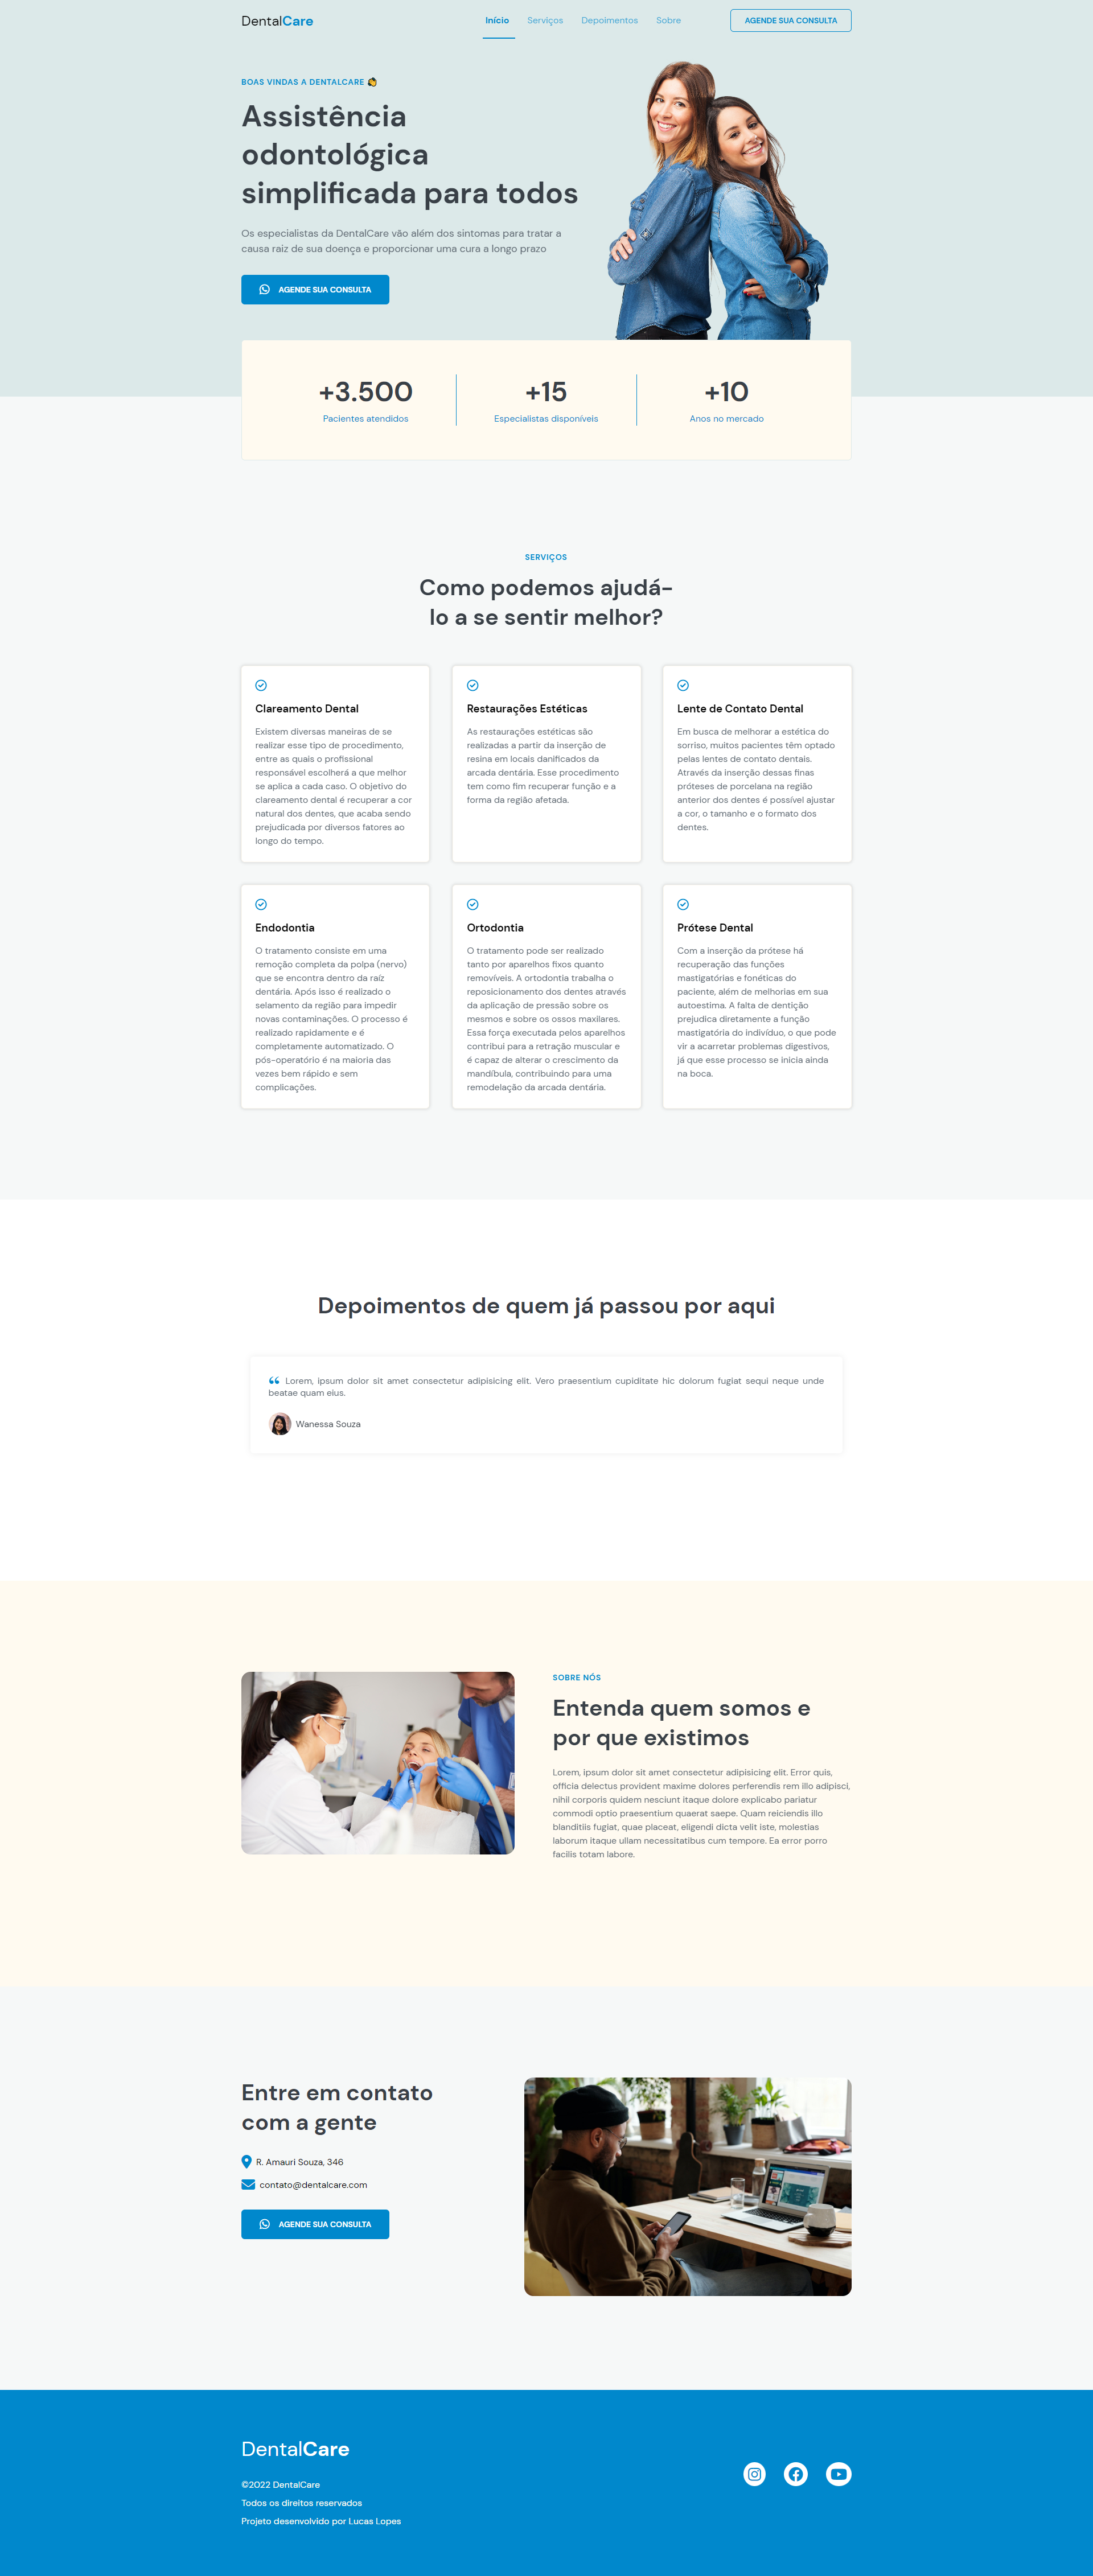 DentalCare
Início Serviços Depoimentos Sobre
AGENDE SUA CONSULTA
BOAS VINDAS A DENTALCARE
Assistência
odontológica
simplificada para todos
Os especialistas da DentalCare vão além dos sintomas para tratar a
causa raiz de sua doença e proporcionar uma cura a longo prazo
AGENDE SUA CONSULTA
+3.500
Pacientes atendidos
+15
Especialistas disponíveis
+10
Anos no mercado
SERVIÇOS
Como podemos ajudá-
lo a se sentir melhor?
Clareamento Dental
Existem diversas maneiras de se
realizar esse tipo de procedimento,
entre as quais o profissional
responsável escolherá a que melhor
se aplica a cada caso. O objetivo do
clareamento dental é recuperar a cor
natural dos dentes, que acaba sendo
prejudicada por diversos fatores ao
longo do tempo.
Restaurações Estéticas
As restaurações estéticas são
realizadas a partir da inserção de
resina em locais danificados da
arcada dentária. Esse procedimento
tem como fim recuperar função e a
forma da região afetada.
Lente de Contato Dental
Em busca de melhorar a estética do
sorriso, muitos pacientes têm optado
pelas lentes de contato dentais.
Através da inserção dessas finas
próteses de porcelana na região
anterior dos dentes é possível ajustar
a cor, o tamanho e o formato dos
dentes.
Endodontia
O tratamento consiste em uma
remoção completa da polpa (nervo)
que se encontra dentro da raíz
dentária. Após isso é realizado o
selamento da região para impedir
novas contaminações. O processo é
realizado rapidamente e é
completamente automatizado. O
pós-operatório é na maioria das
vezes bem rápido e sem
complicações.
Ortodontia
O tratamento pode ser realizado
tanto por aparelhos fixos quanto
removíveis. A ortodontia trabalha o
reposicionamento dos dentes através
da aplicação de pressão sobre os
mesmos e sobre os ossos maxilares.
Essa força executada pelos aparelhos
contribui para a retração muscular e
é capaz de alterar o crescimento da
mandíbula, contribuindo para uma
remodelação da arcada dentária.
Prótese Dental
Com a inserção da prótese há
recuperação das funções
mastigatórias e fonéticas do
paciente, além de melhorias em sua
autoestima. A falta de dentição
prejudica diretamente a função
mastigatória do indivíduo, o que pode
vir a acarretar problemas digestivos,
já que esse processo se inicia ainda
na boca.
Depoimentos de quem já passou por aqui
“ Lorem, ipsum dolor sit amet consectetur adipisicing elit. Vero praesentium cupiditate hic dolorum fugiat sequi neque unde
beatae quam eius.
Wanessa Souza
SOBRE NÓS
Entenda quem somos e
por que existimos
Lorem, ipsum dolor sit amet consectetur adipisicing elit. Error quis,
officia delectus provident maxime dolores perferendis rem illo adipisci,
nihil corporis quidem nesciunt itaque dolore explicabo pariatur
commodi optio praesentium quaerat saepe. Quam reiciendis illo
blanditiis fugiat, quae placeat, eligendi dicta velit iste, molestias
laborum itaque ullam necessitatibus cum tempore. Ea error porro
facilis totam labore.
Entre em contato
com a gente
R. Amauri Souza, 346
contato@dentalcare.com
AGENDE SUA CONSULTA
DentalCare
©2022 DentalCare
Todos os direitos reservados
Projeto desenvolvido por Lucas Lopes